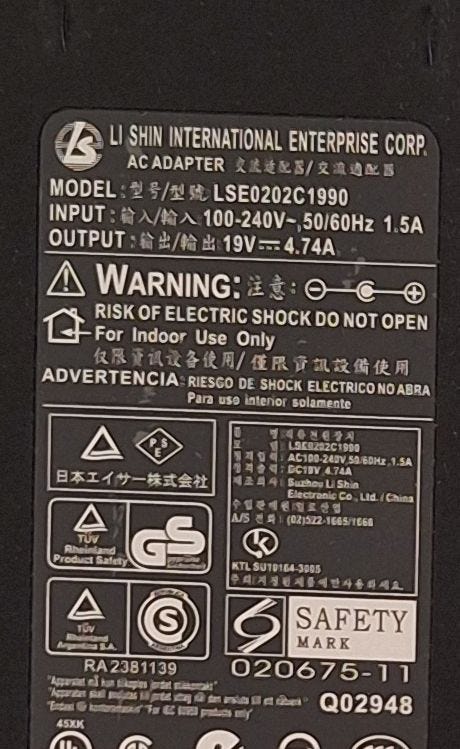 LI SHIN INTERNATIONAL ENTERPRISE CORP.
AC ADAPTER 交流适配器/交流適配器
MODEL:型号/型號 LSE0202C1990
INPUT:输入/輸入 100-240V~,50/60Hz 1.5A
OUTPUT:输出/輸出 19V⎓4.74A
WARNING:注意:
RISK OF ELECTRIC SHOCK DO NOT OPEN
For Indoor Use Only
仅限资讯设备使用/僅限資訊設備使用
ADVERTENCIA:RIESGO DE SHOCK ELECTRICO NO ABRA
Para uso interior solamente
PSE
日本エイサー株式会社
LSE0202C1990
AC100-240V,50/60Hz,1.5A
DC19V 4.74A
Suzhou Li Shin
Electronic Co., Ltd. / China
A/S 전화: (02)522-1665/1666
KTL SU10164-3005
TÜV
Rheinland
Product Safety
GS
TÜV
Rheinland
Argentina S.A.
S
SAFETY
MARK
RA2381139
020675-11
Q02948
45XK